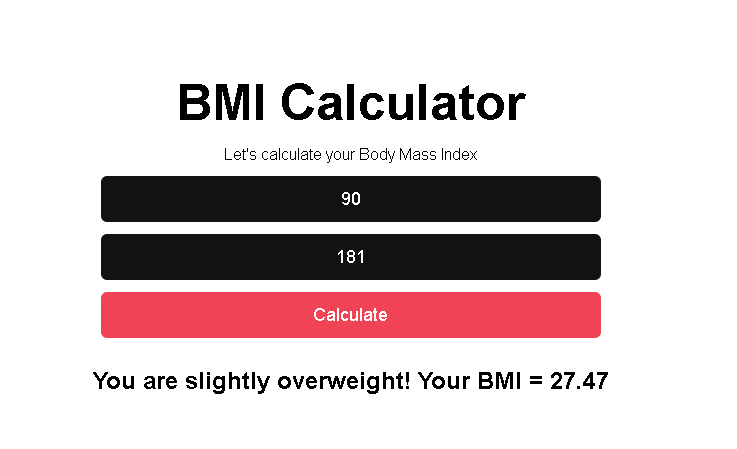 BMI Calculator
Let's calculate your Body Mass Index
90
181
Calculate
You are slightly overweight! Your BMI = 27.47